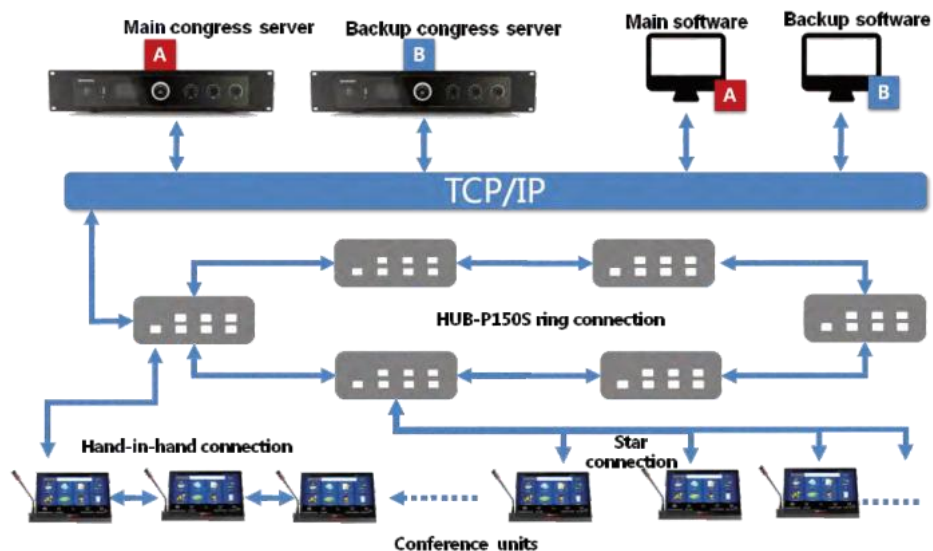 Main congress server
Backup congress server
Main software
Backup software
A
B
A
B
TCP/IP
HUB-P150S ring connection
Hand-in-hand connection
Star
connection
Conference units